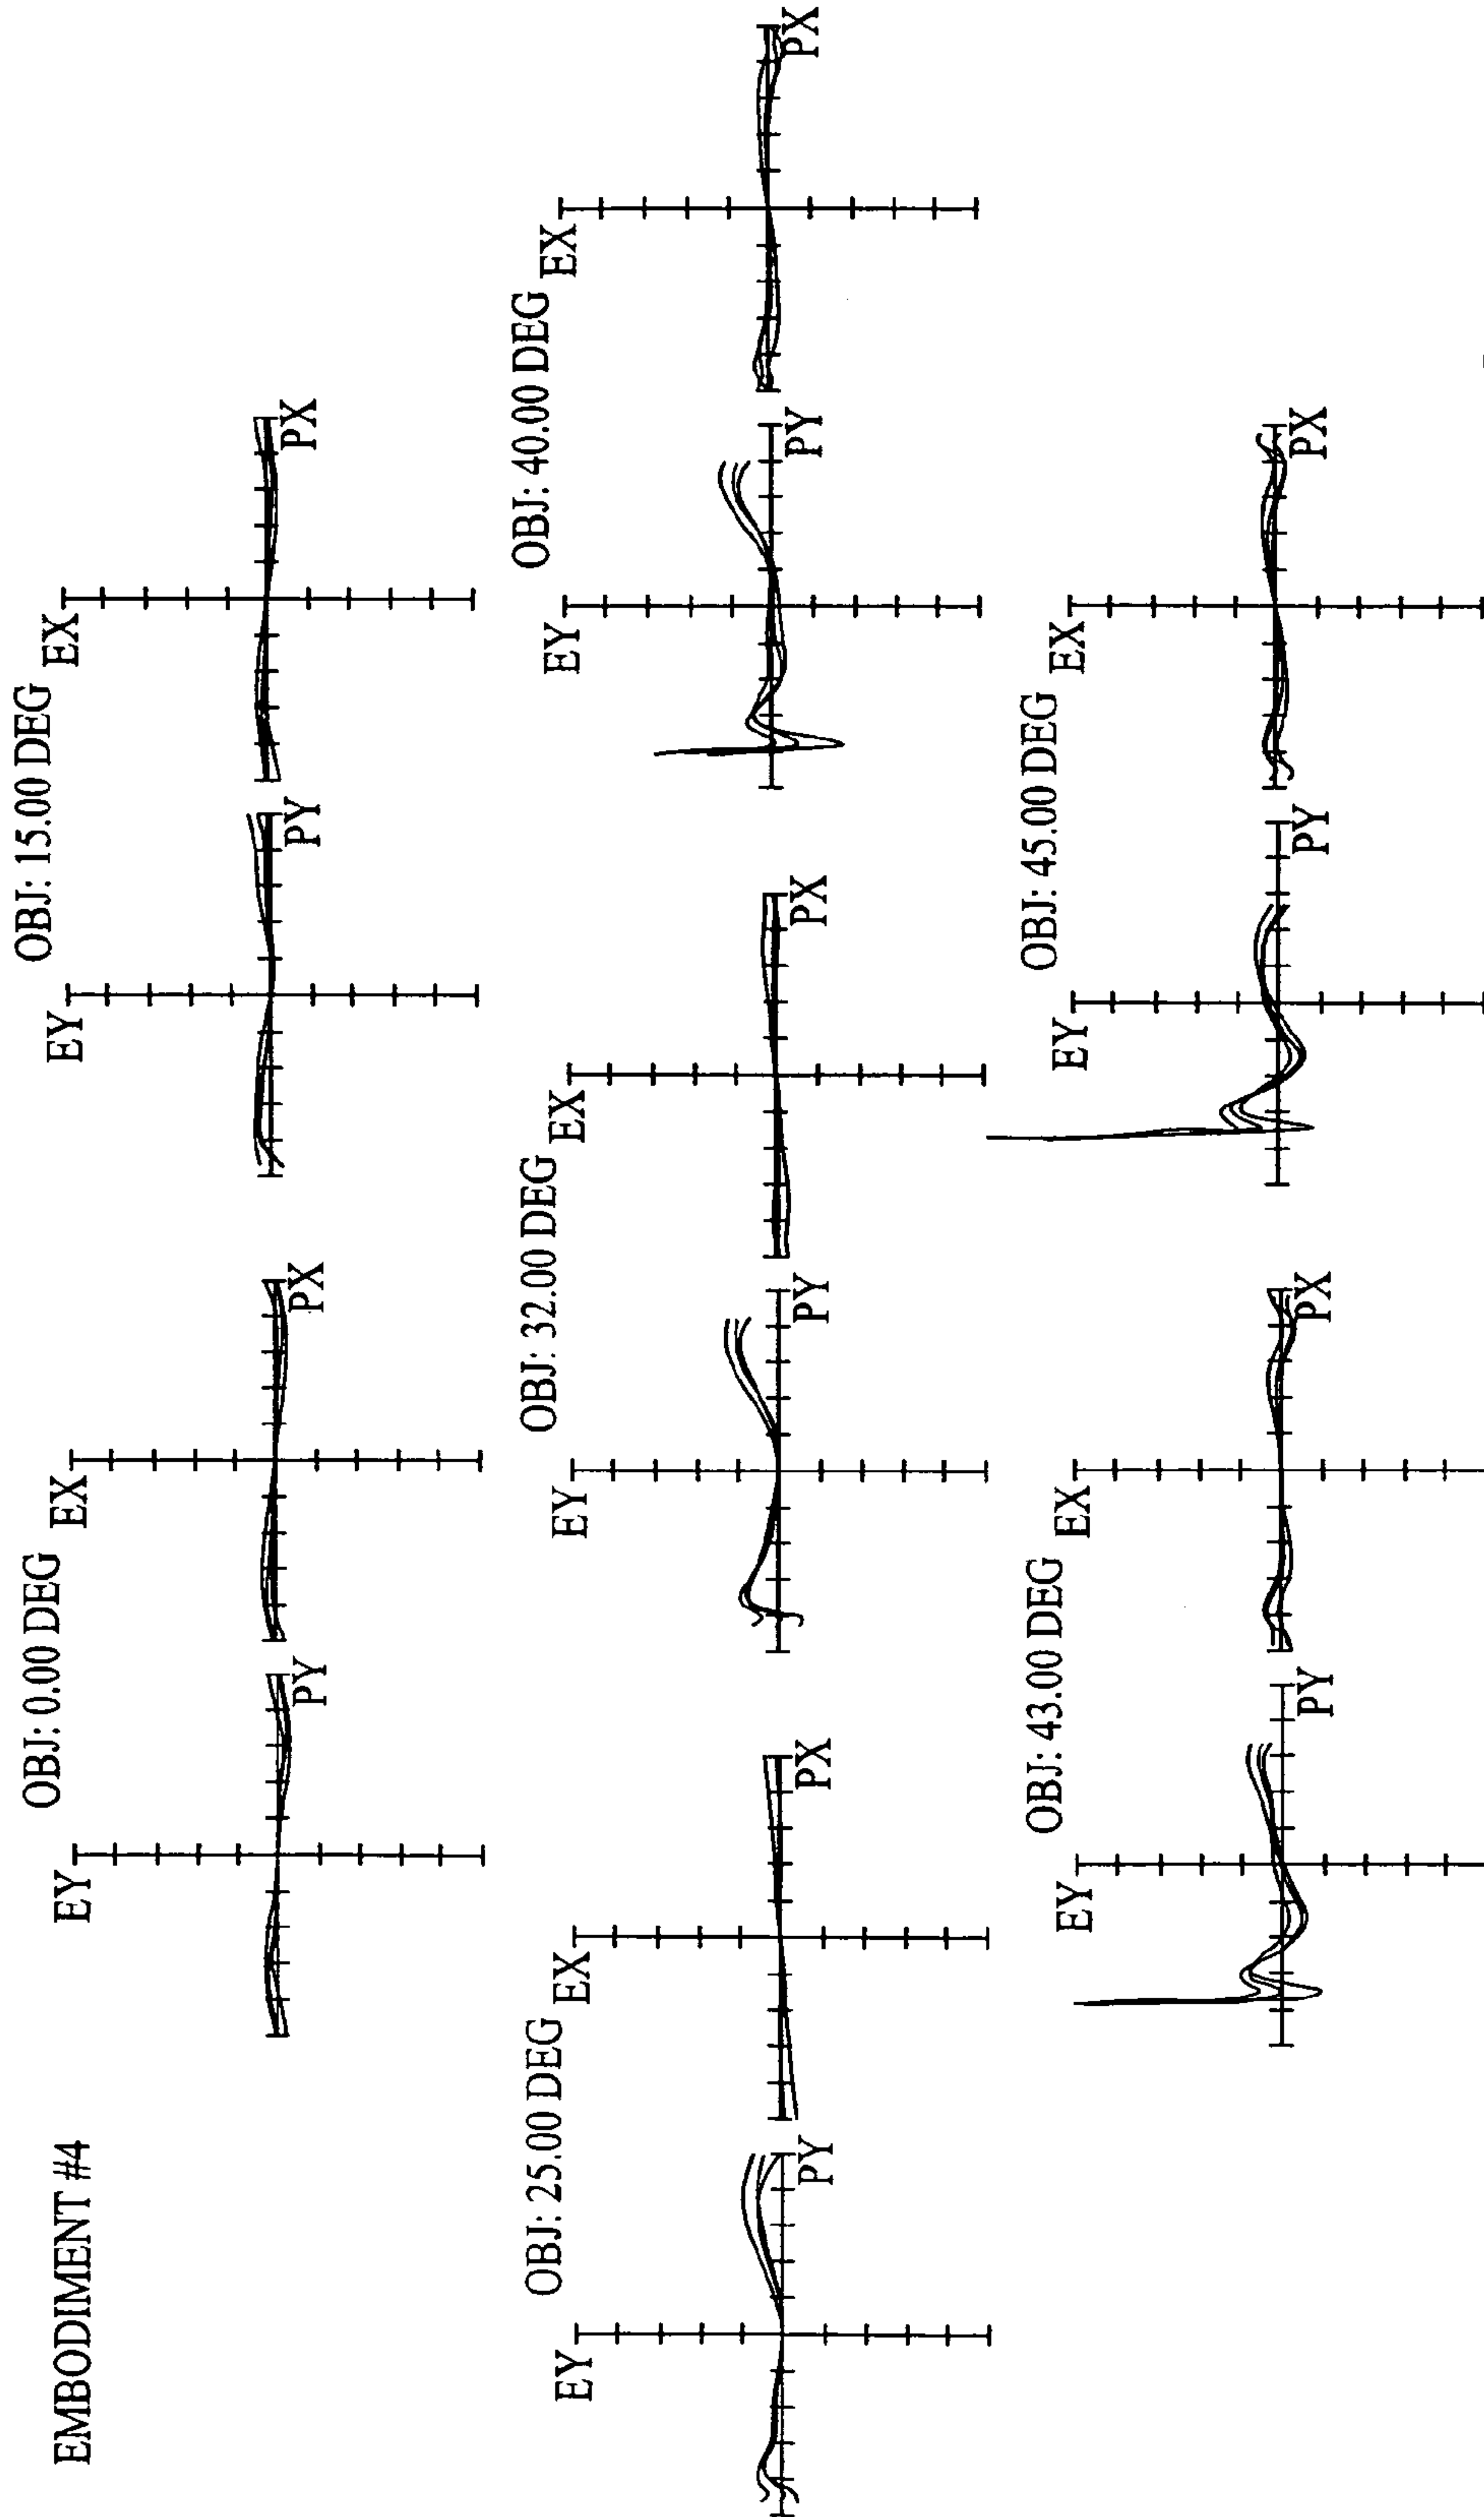 EMBODIMENT #4
OBJ: 0.00 DEG
EY
PY
EX
PX
OBJ: 15.00 DEG
EY
PY
EX
PX
OBJ: 25.00 DEG
EY
PY
EX
PX
OBJ: 32.00 DEG
EY
PY
EX
PX
OBJ: 40.00 DEG
EY
PY
EX
PX
OBJ: 43.00 DEG
EY
PY
EX
PX
OBJ: 45.00 DEG
EY
PY
EX
PX